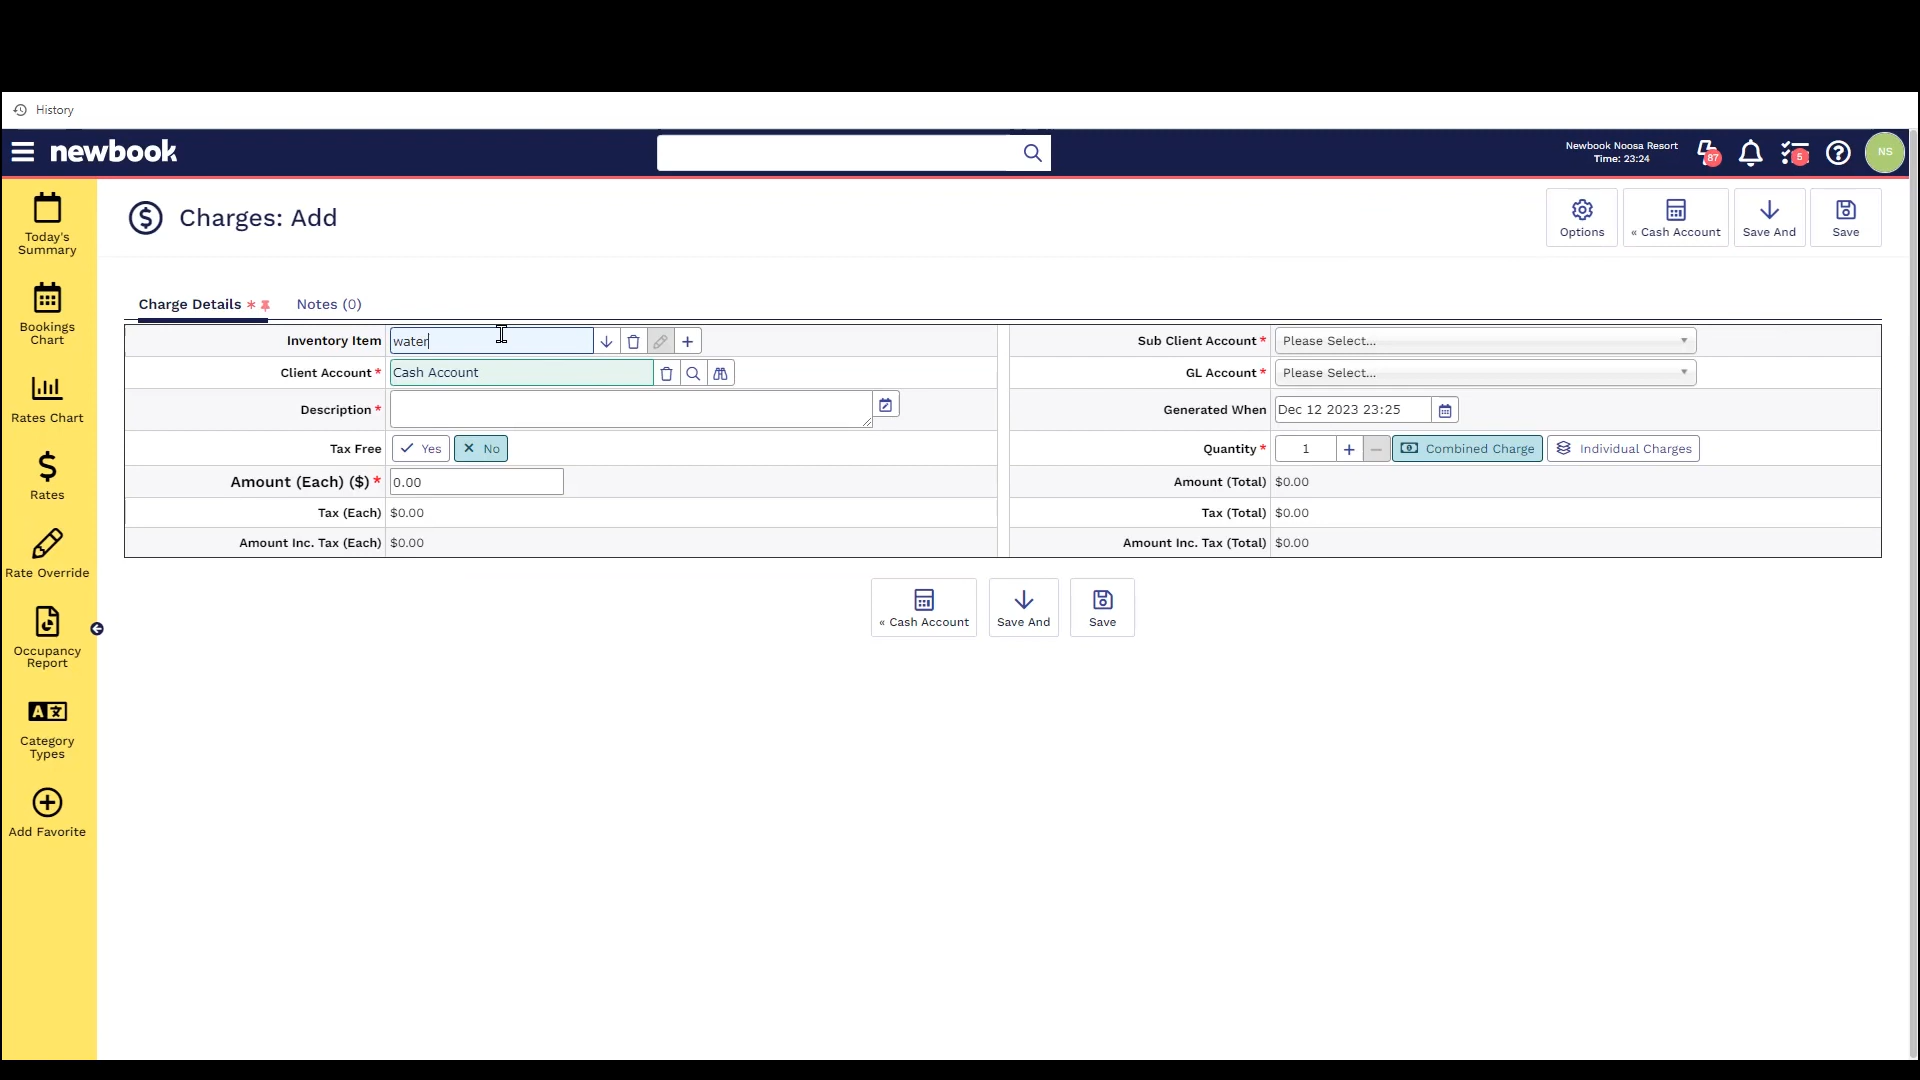 History
newbook
Newbook Noosa Resort
Time: 23:24
87
5
NS
Today's
Summary
Bookings
Chart
Rates Chart
Rates
Rate Override
Occupancy
Report
Category
Types
Add Favorite
Charges: Add
Options
« Cash Account
Save And
Save
Charge Details *
Notes (0)
Inventory Item water
Sub Client Account * Please Select...
Client Account * Cash Account
GL Account * Please Select...
Description *
Generated When Dec 12 2023 23:25
Tax Free Yes No
Quantity * 1 Combined Charge Individual Charges
Amount (Each) ($) * 0.00
Amount (Total) $0.00
Tax (Each) $0.00
Tax (Total) $0.00
Amount Inc. Tax (Each) $0.00
Amount Inc. Tax (Total) $0.00
« Cash Account
Save And
Save